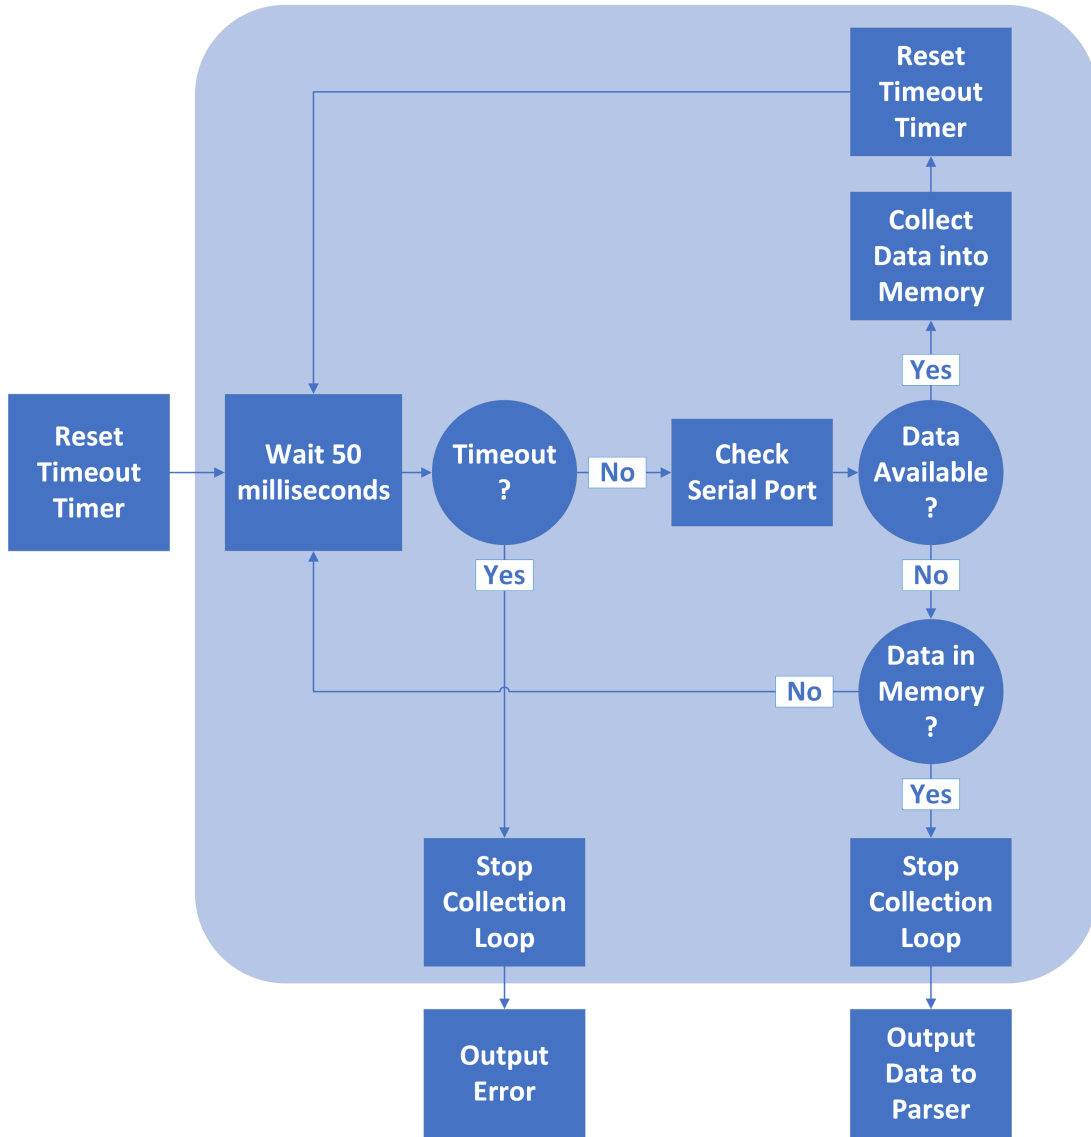 Reset
Timeout
Timer
Collect
Data into
Memory
Yes
Reset
Timeout
Timer
Wait 50
milliseconds
Timeout
?
No
Check
Serial Port
Data
Available
?
Yes
No
Data in
Memory
?
No
Yes
Stop
Collection
Loop
Stop
Collection
Loop
Output
Error
Output
Data to
Parser